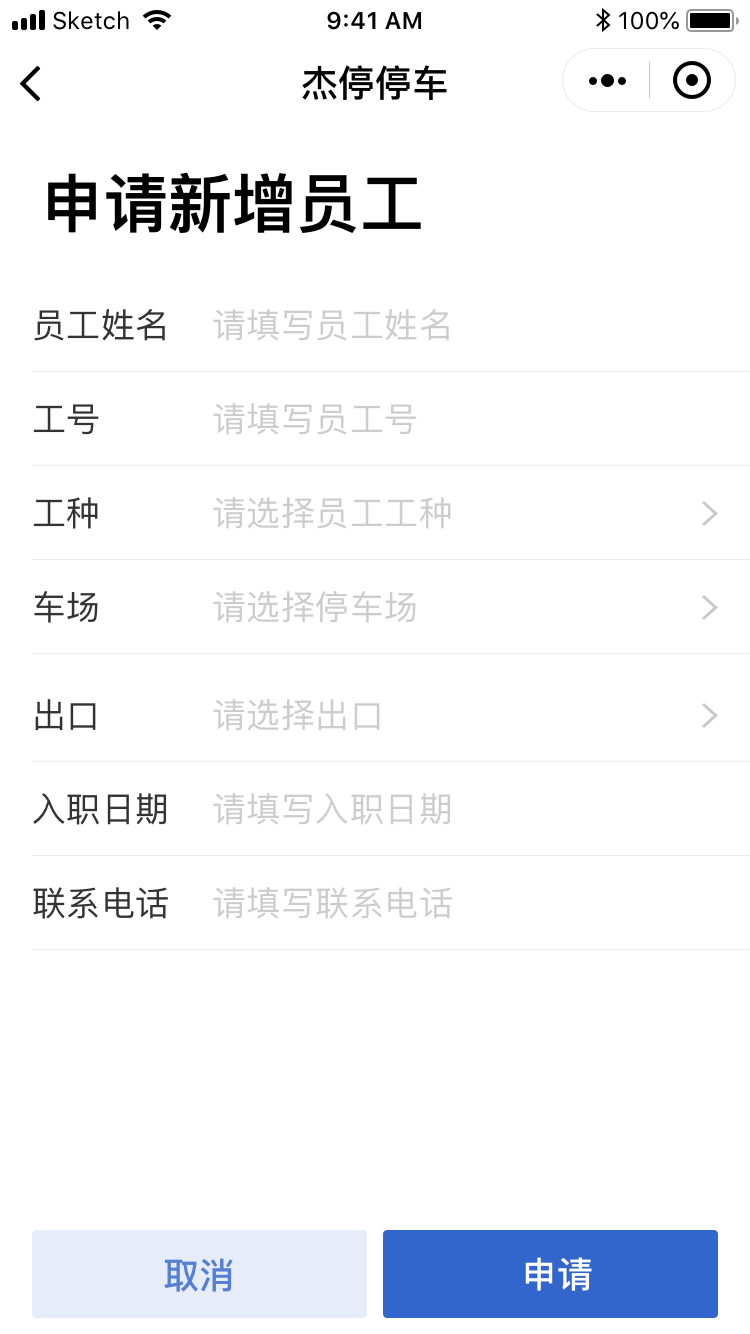 Sketch 9:41 AM 100%
杰停停车
申请新增员工
员工姓名 请填写员工姓名
工号 请填写员工号
工种 请选择员工工种
车场 请选择停车场
出口 请选择出口
入职日期 请填写入职日期
联系电话 请填写联系电话
取消 申请